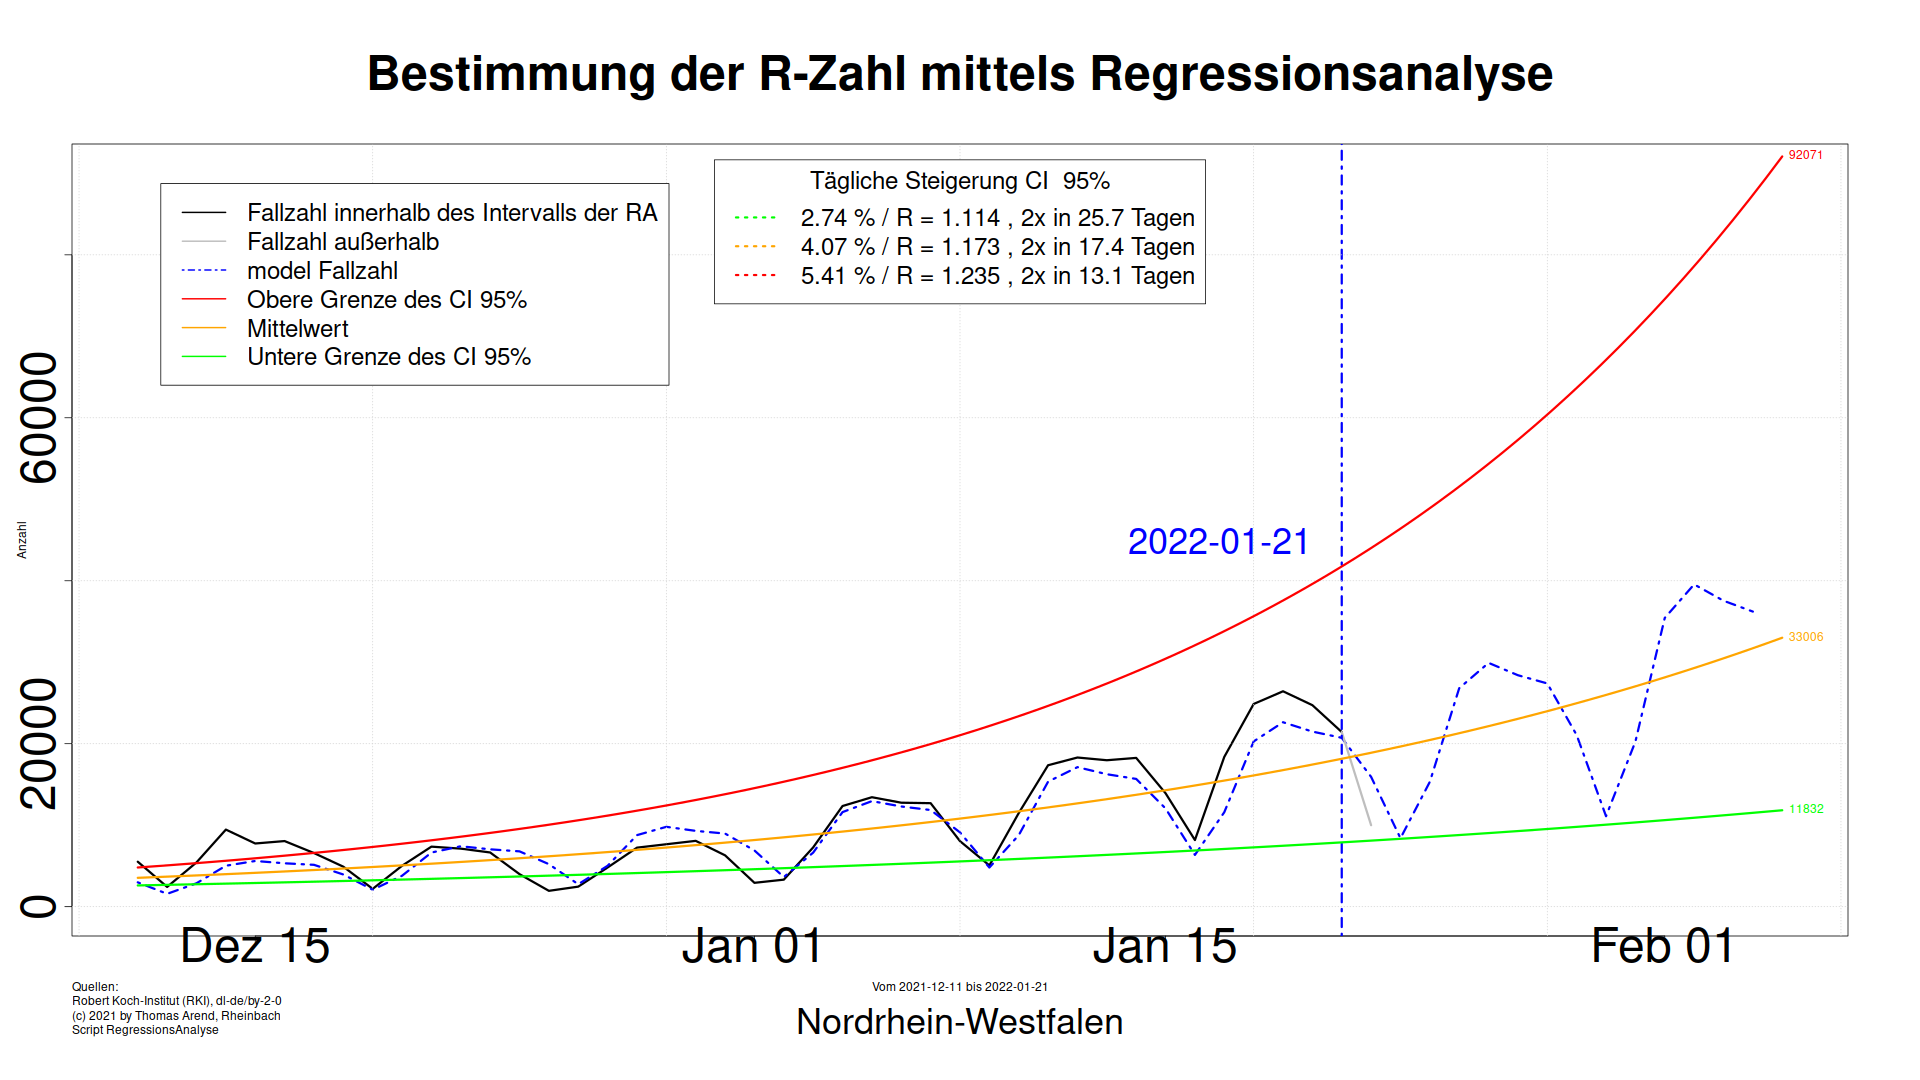 Bestimmung der R-Zahl mittels Regressionsanalyse
Fallzahl innerhalb des Intervalls der RA
Fallzahl außerhalb
model Fallzahl
Obere Grenze des CI 95%
Mittelwert
Untere Grenze des CI 95%
Tägliche Steigerung CI  95%
2.74 % / R = 1.114 , 2x in 25.7 Tagen
4.07 % / R = 1.173 , 2x in 17.4 Tagen
5.41 % / R = 1.235 , 2x in 13.1 Tagen
92071
2022-01-21
33006
11832
60000
20000
0
Anzahl
Dez 15
Jan 01
Jan 15
Feb 01
Quellen:
Robert Koch-Institut (RKI), dl-de/by-2-0
(c) 2021 by Thomas Arend, Rheinbach
Script RegressionsAnalyse
Vom 2021-12-11 bis 2022-01-21
Nordrhein-Westfalen